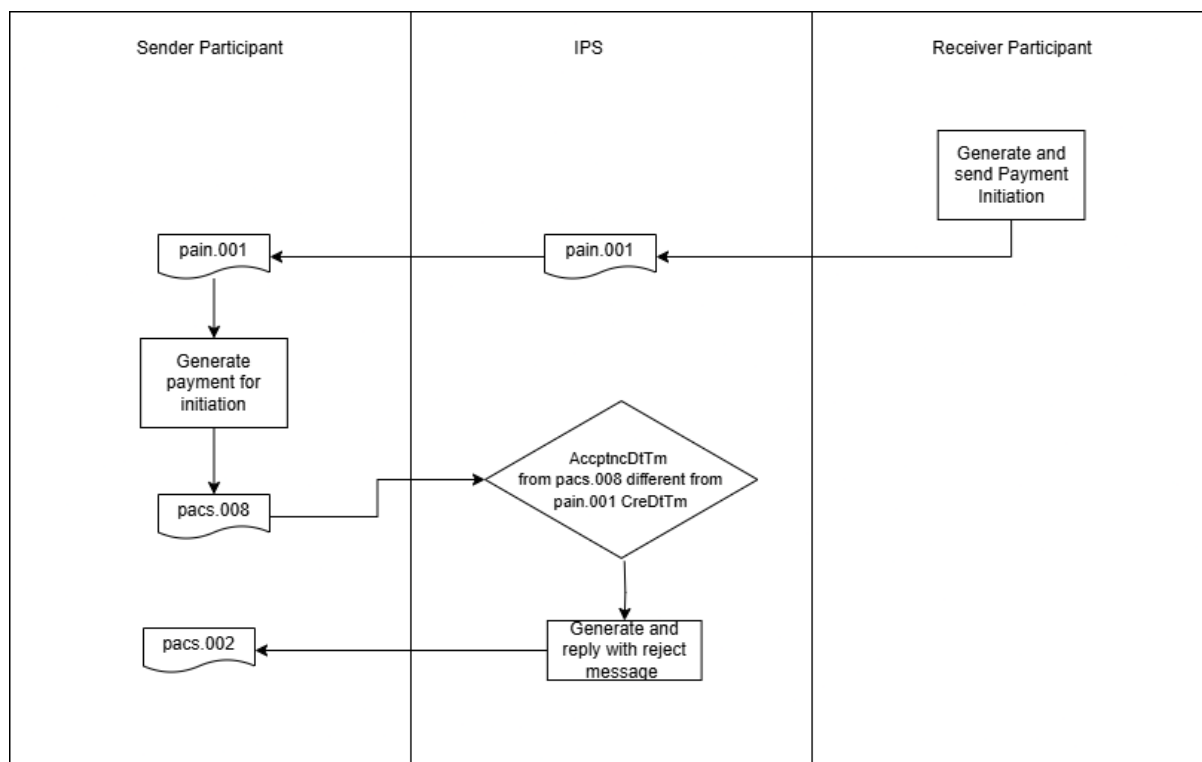 Sender Participant
IPS
Receiver Participant
Generate and
send Payment
Initiation
pain.001
pain.001
Generate
payment for
initiation
AccptncDtTm
from pacs.008 different from
pain.001 CreDtTm
pacs.008
Generate and
reply with reject
message
pacs.002